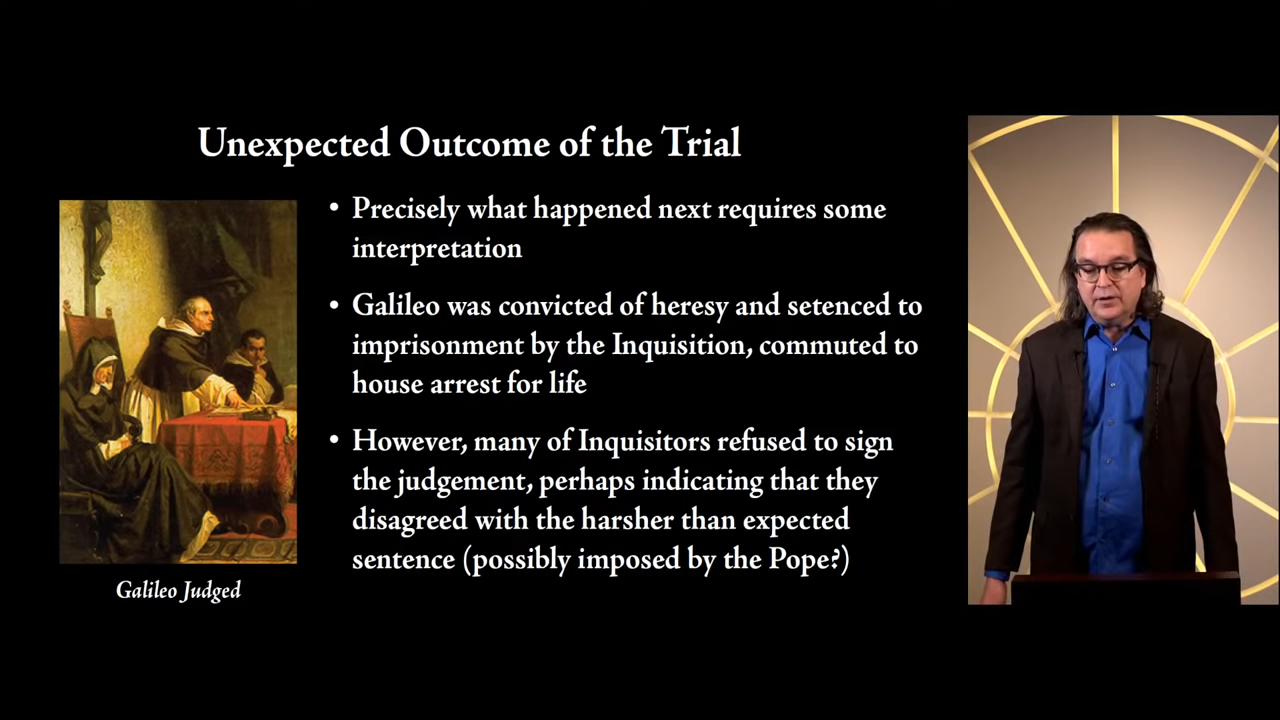 Unexpected Outcome of the Trial
• Precisely what happened next requires some
interpretation
• Galileo was convicted of heresy and setenced to
imprisonment by the Inquisition, commuted to
house arrest for life
• However, many of Inquisitors refused to sign
the judgement, perhaps indicating that they
disagreed with the harsher than expected
sentence (possibly imposed by the Pope?)
Galileo Judged